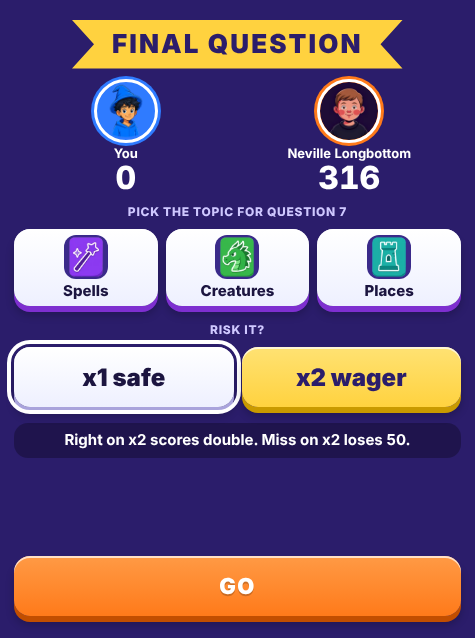 FINAL QUESTION
You
0
Neville Longbottom
316
PICK THE TOPIC FOR QUESTION 7
Spells
Creatures
Places
RISK IT?
x1 safe
x2 wager
Right on x2 scores double. Miss on x2 loses 50.
GO